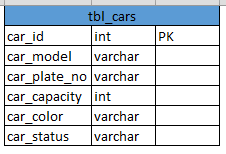 tbl_cars
car_id int PK
car_model varchar
car_plate_no varchar
car_capacity int
car_color varchar
car_status varchar